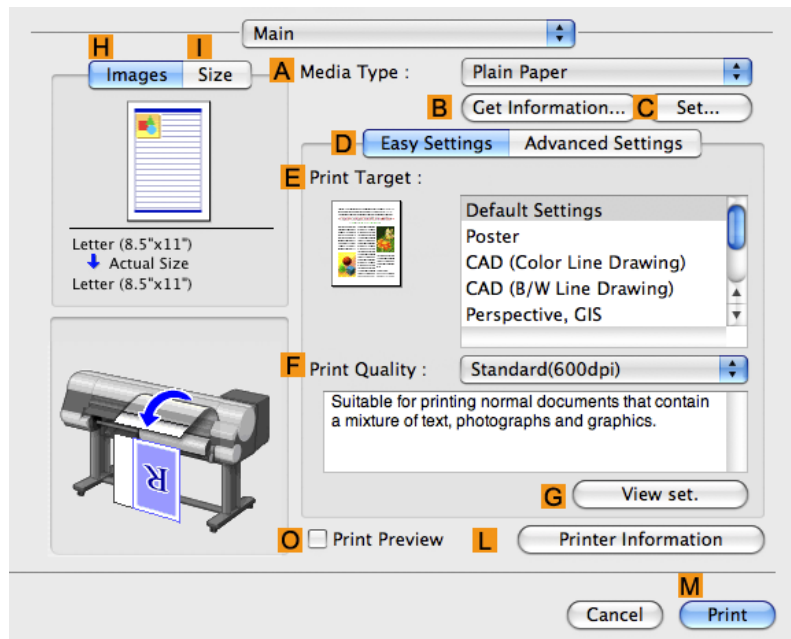 Main
H
I
Images
Size
A
Media Type :
Plain Paper
B
Get Information...
C
Set...
D
Easy Settings
Advanced Settings
E
Print Target :
Default Settings
Poster
CAD (Color Line Drawing)
CAD (B/W Line Drawing)
Perspective, GIS
Letter (8.5"x11")
Actual Size
Letter (8.5"x11")
F
Print Quality :
Standard(600dpi)
Suitable for printing normal documents that contain
a mixture of text, photographs and graphics.
R
G
View set.
O
Print Preview
L
Printer Information
M
Cancel
Print